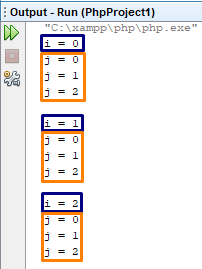 Output - Run (PhpProject1)
"C:\xampp\php\php.exe"
i = 0
j = 0
j = 1
j = 2
i = 1
j = 0
j = 1
j = 2
i = 2
j = 0
j = 1
j = 2